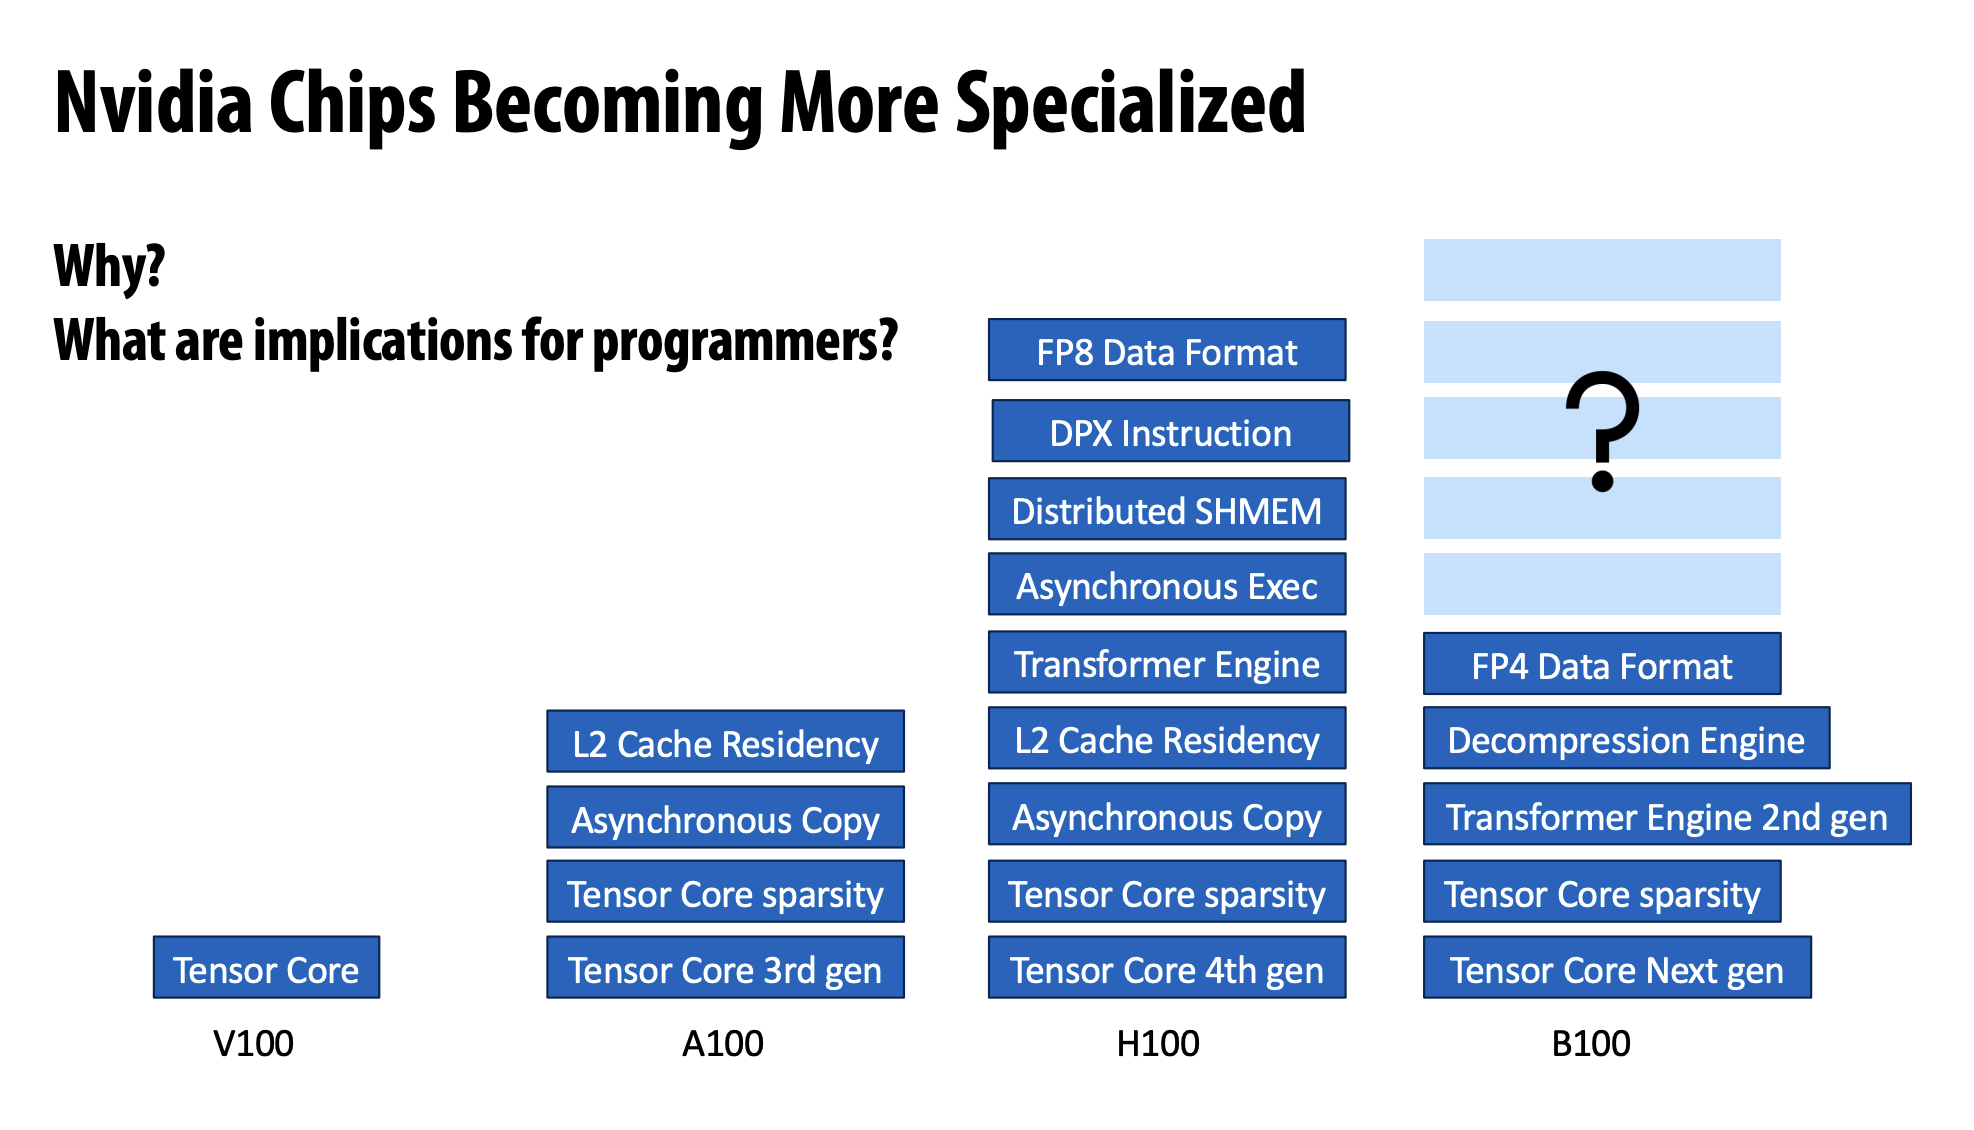 Nvidia Chips Becoming More Specialized
Why?
What are implications for programmers?
Tensor Core
V100
L2 Cache Residency
Asynchronous Copy
Tensor Core sparsity
Tensor Core 3rd gen
A100
FP8 Data Format
DPX Instruction
Distributed SHMEM
Asynchronous Exec
Transformer Engine
L2 Cache Residency
Asynchronous Copy
Tensor Core sparsity
Tensor Core 4th gen
H100
?
FP4 Data Format
Decompression Engine
Transformer Engine 2nd gen
Tensor Core sparsity
Tensor Core Next gen
B100